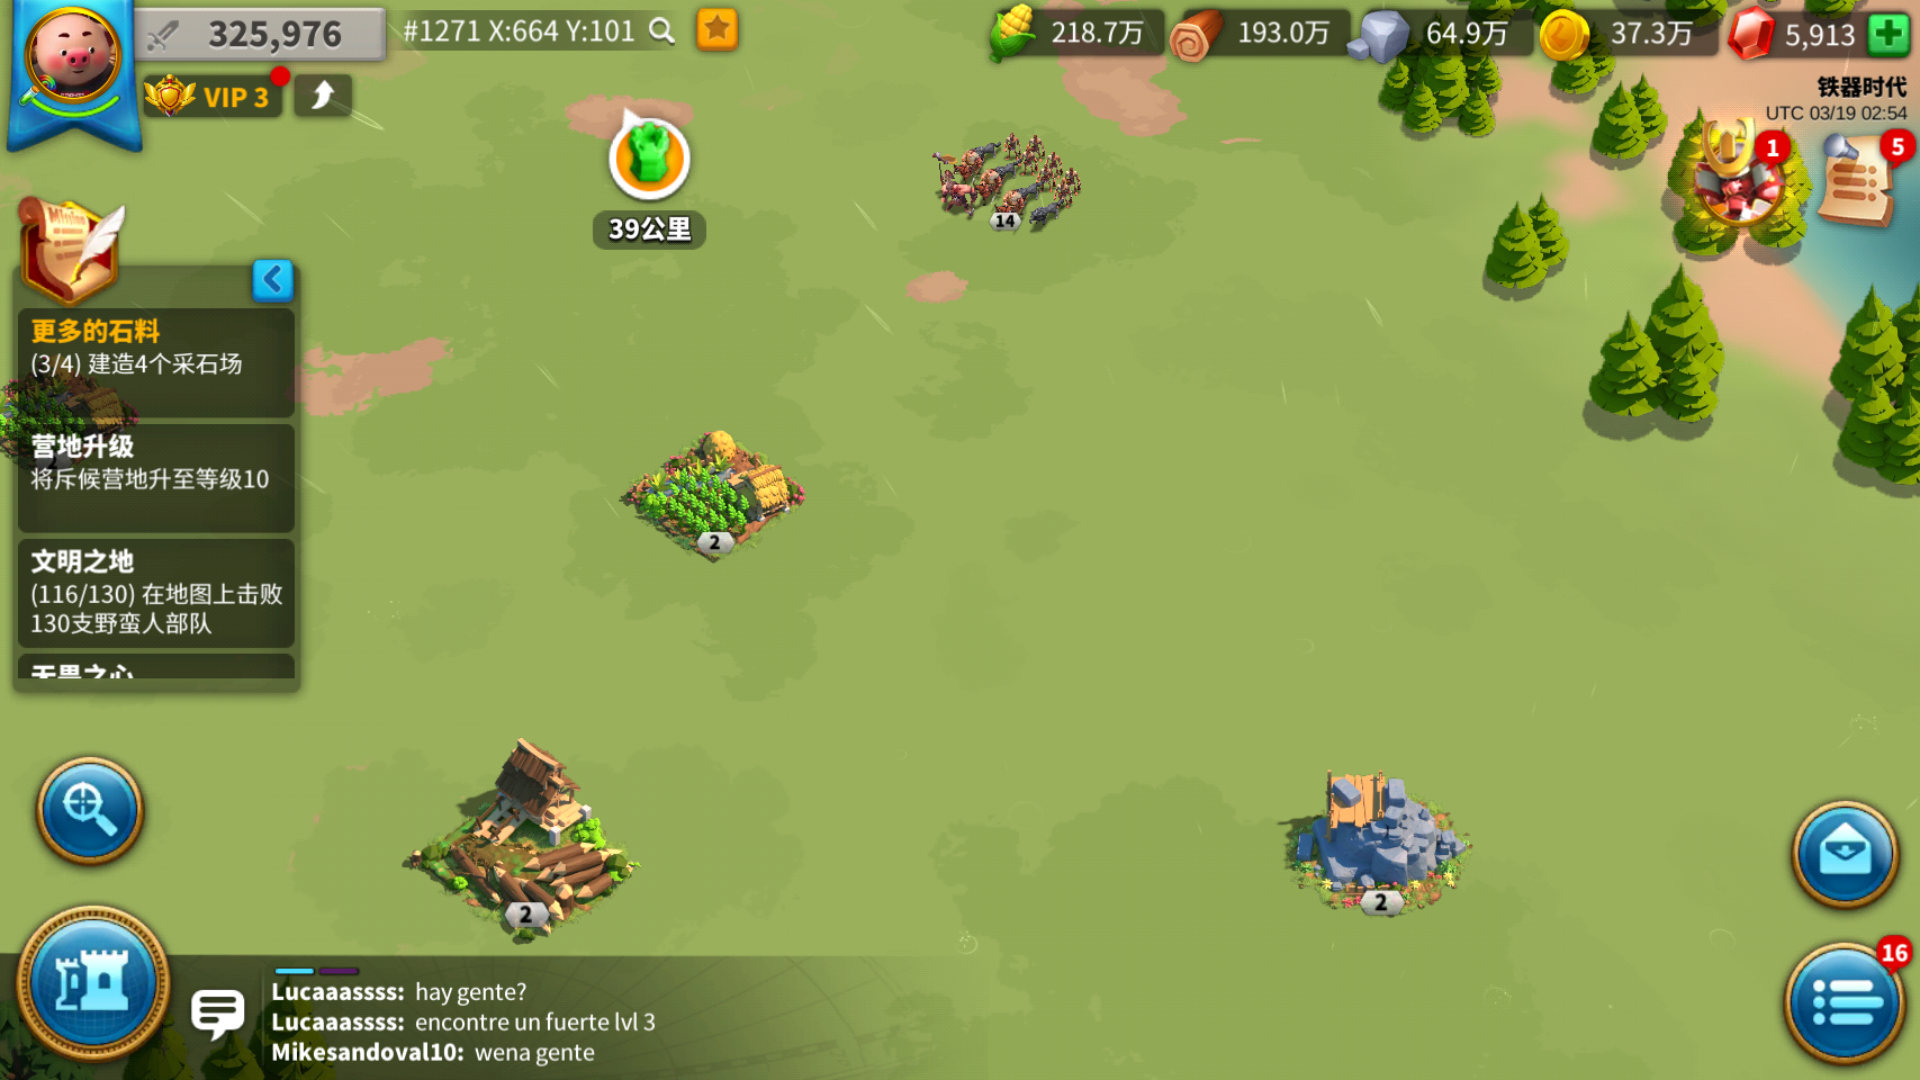 325,976
#1271 X:664 Y:101
218.7万
193.0万
64.9万
37.3万
5,913
VIP 3
铁器时代
UTC 03/19 02:54
1
5
39公里
14
Mission
更多的石料
(3/4) 建造4个采石场
营地升级
将斥候营地升至等级10
文明之地
(116/130) 在地图上击败
130支野蛮人部队
无畏之心
2
2
2
16
Lucaaassss: hay gente?
Lucaaassss: encontre un fuerte lvl 3
Mikesandoval10: wena gente